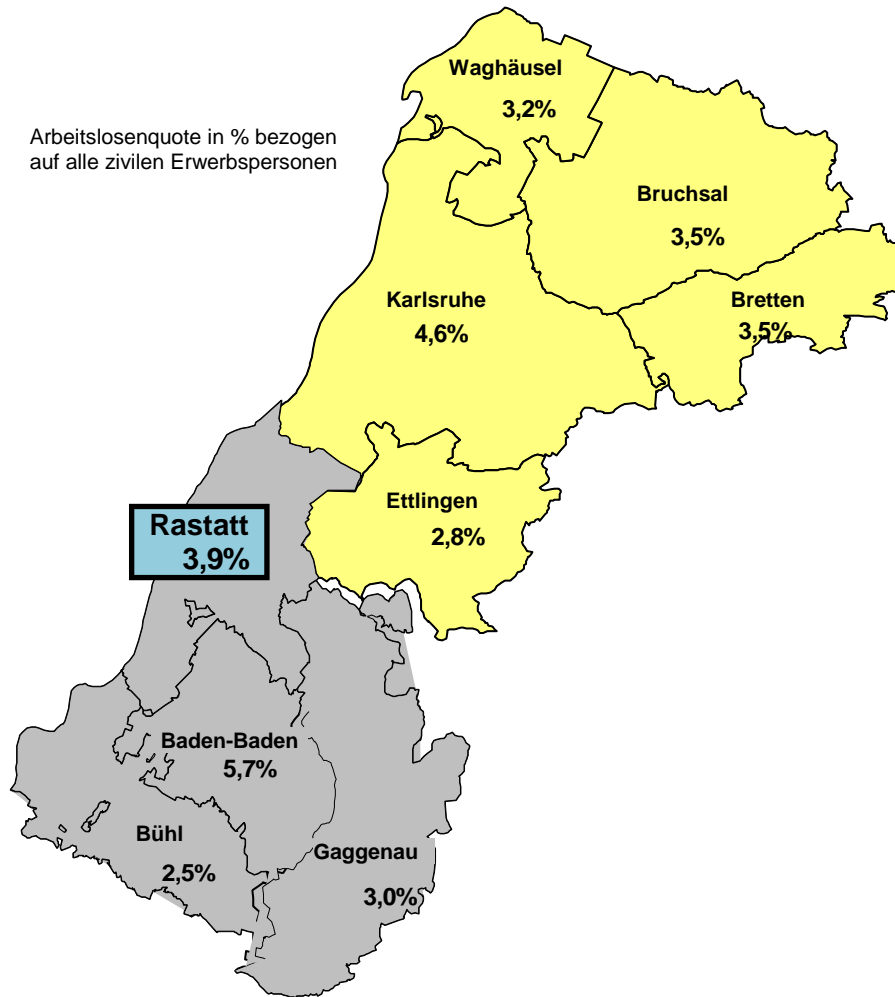 Waghäusel
3,2%
Arbeitslosenquote in % bezogen
auf alle zivilen Erwerbspersonen
Bruchsal
3,5%
Karlsruhe
4,6%
Bretten
3,5%
Ettlingen
2,8%
Rastatt
3,9%
Baden-Baden
5,7%
Bühl
2,5%
Gaggenau
3,0%